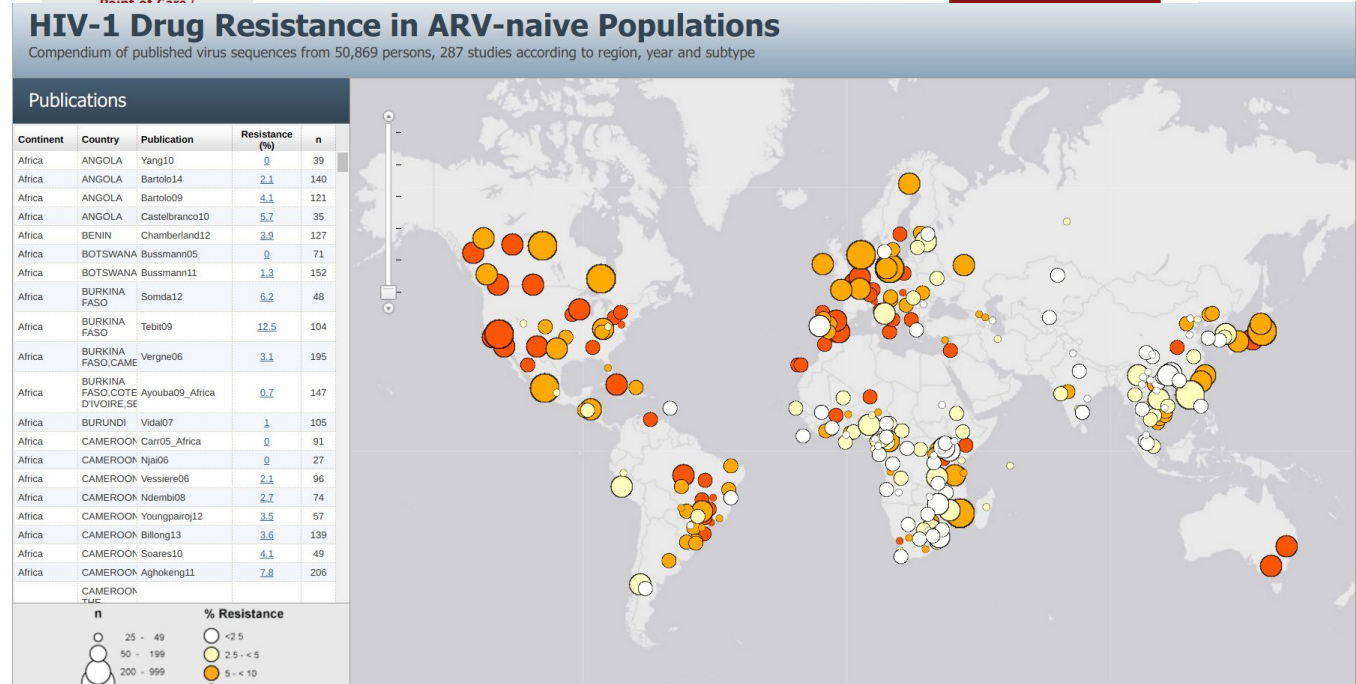 Point of Care /
HIV-1 Drug Resistance in ARV-naive Populations
Compendium of published virus sequences from 50,869 persons, 287 studies according to region, year and subtype
Publications
Continent Country Publication Resistance (%) n
Africa ANGOLA Yang10 0 39
Africa ANGOLA Bartolo14 2.1 140
Africa ANGOLA Bartolo09 4.1 121
Africa ANGOLA Castelbranco10 5.7 35
Africa BENIN Chamberland12 3.9 127
Africa BOTSWANA Bussmann05 0 71
Africa BOTSWANA Bussmann11 1.3 152
Africa BURKINA FASO Somda12 6.2 48
Africa BURKINA FASO Tebit09 12.5 104
Africa BURKINA FASO,CAME Vergne06 3.1 195
Africa BURKINA FASO,COTE D'IVOIRE,SE Ayouba09_Africa 0.7 147
Africa BURUNDI Vidal07 1 105
Africa CAMEROON Carr05_Africa 0 91
Africa CAMEROON Njai06 0 27
Africa CAMEROON Vessiere06 2.1 96
Africa CAMEROON Ndembi08 2.7 74
Africa CAMEROON Youngpairoj12 3.5 57
Africa CAMEROON Billong13 3.6 139
Africa CAMEROON Soares10 4.1 49
Africa CAMEROON Aghokeng11 7.8 206
CAMEROON
THE
n % Resistance
25 - 49 <2 5
50 - 199 2.5 - < 5
200 - 999 5 - < 10